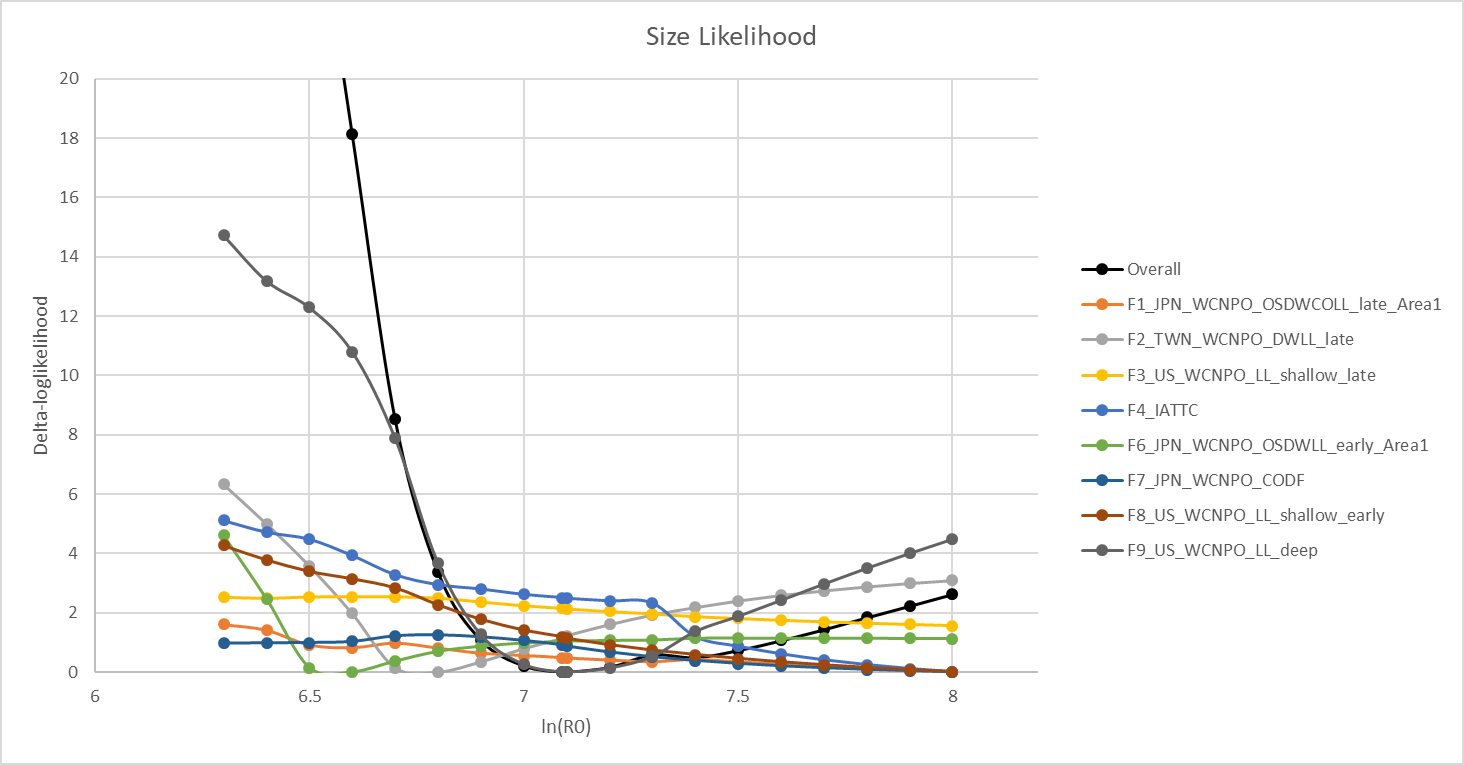 Size Likelihood
20
18
16
14
12
10
8
6
4
2
0
Delta-loglikelihood
6
6.5
7
7.5
8
ln(R0)
Overall
F1_JPN_WCNPO_OSDWCOLL_late_Area1
F2_TWN_WCNPO_DWLL_late
F3_US_WCNPO_LL_shallow_late
F4_IATTC
F6_JPN_WCNPO_OSDWLL_early_Area1
F7_JPN_WCNPO_CODF
F8_US_WCNPO_LL_shallow_early
F9_US_WCNPO_LL_deep